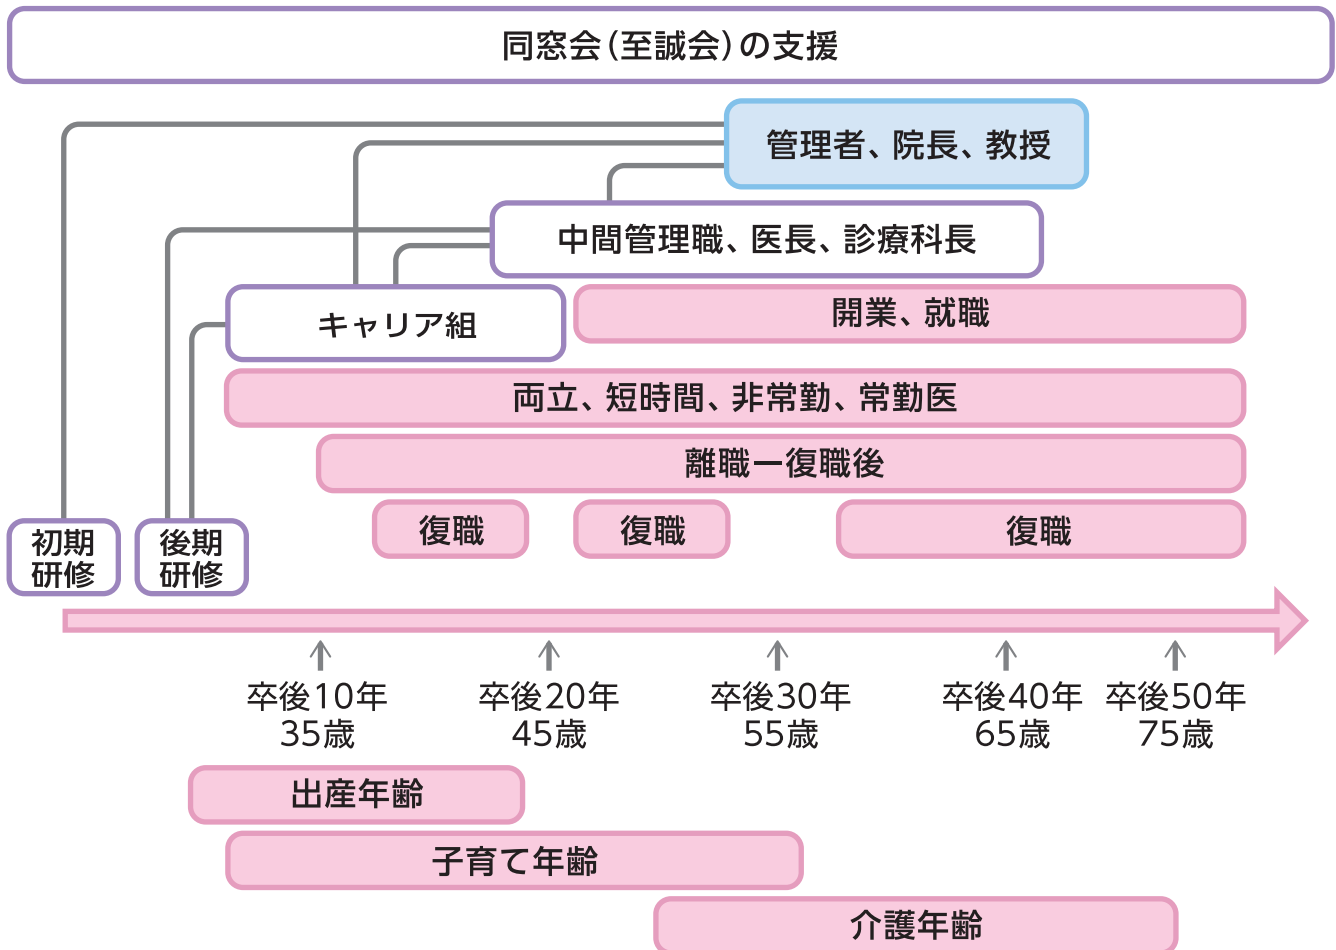 同窓会（至誠会）の支援
管理者、院長、教授
中間管理職、医長、診療科長
キャリア組
開業、就職
両立、短時間、非常勤、常勤医
離職ー復職後
復職
復職
復職
初期
研修
後期
研修
卒後10年
35歳
卒後20年
45歳
卒後30年
55歳
卒後40年
65歳
卒後50年
75歳
出産年齢
子育て年齢
介護年齢